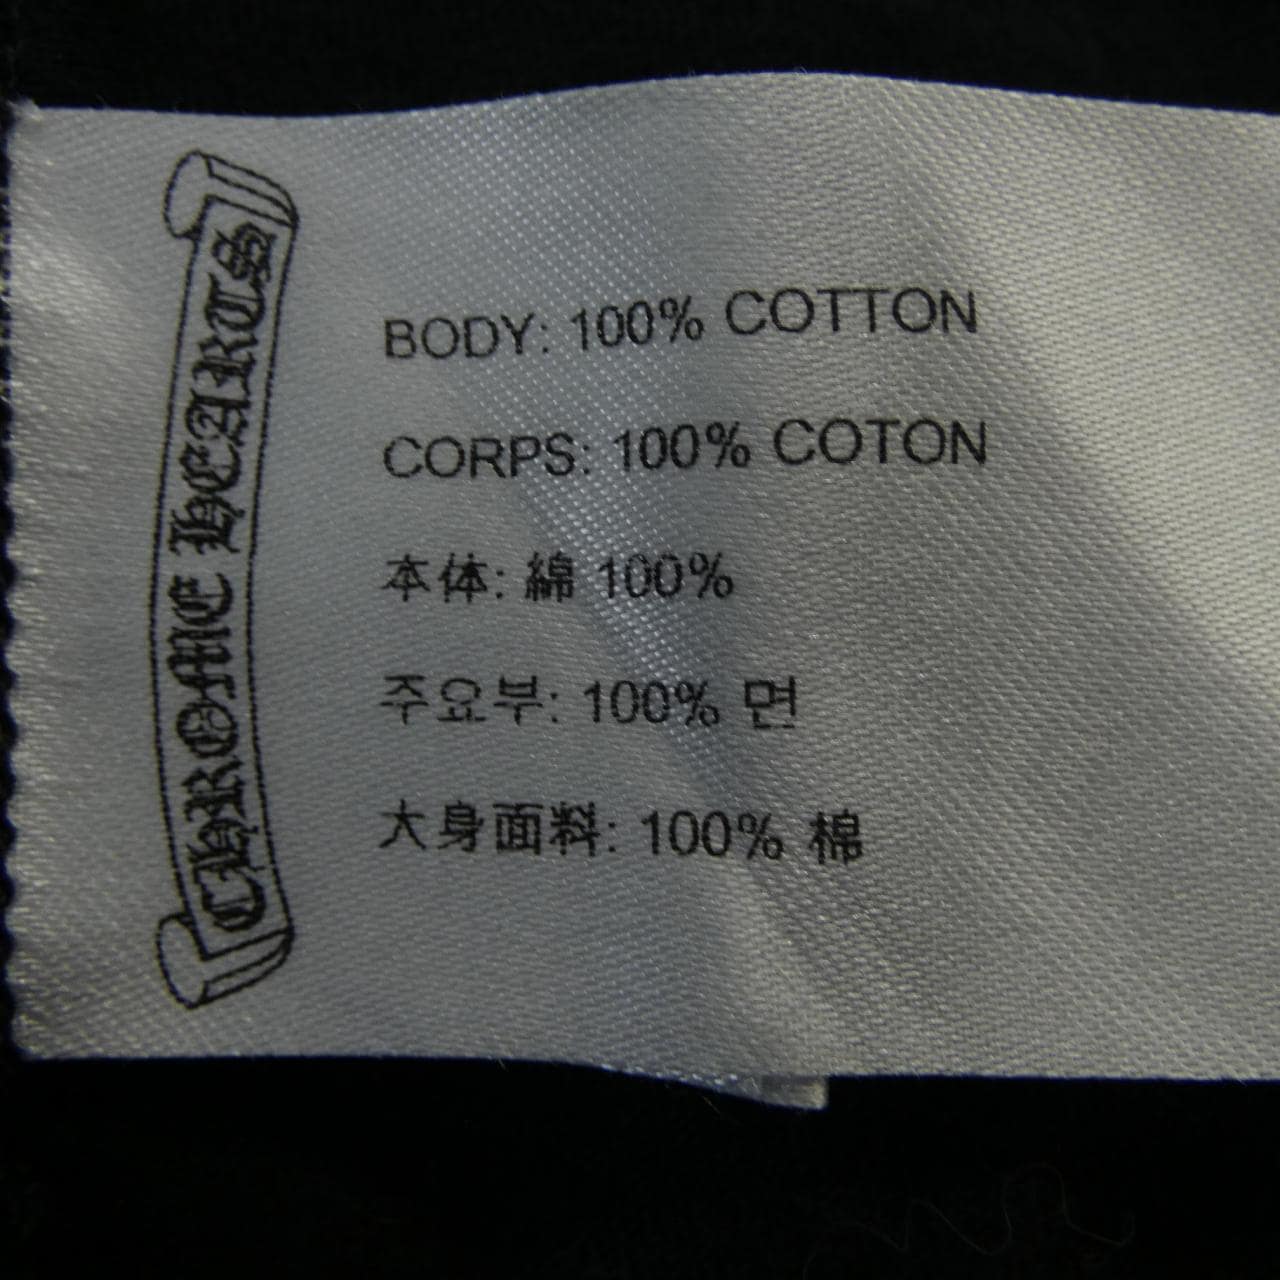 CHROME HEARTS
BODY: 100% COTTON
CORPS: 100% COTON
本体: 綿 100%
주요부: 100% 면
大身面料: 100% 棉